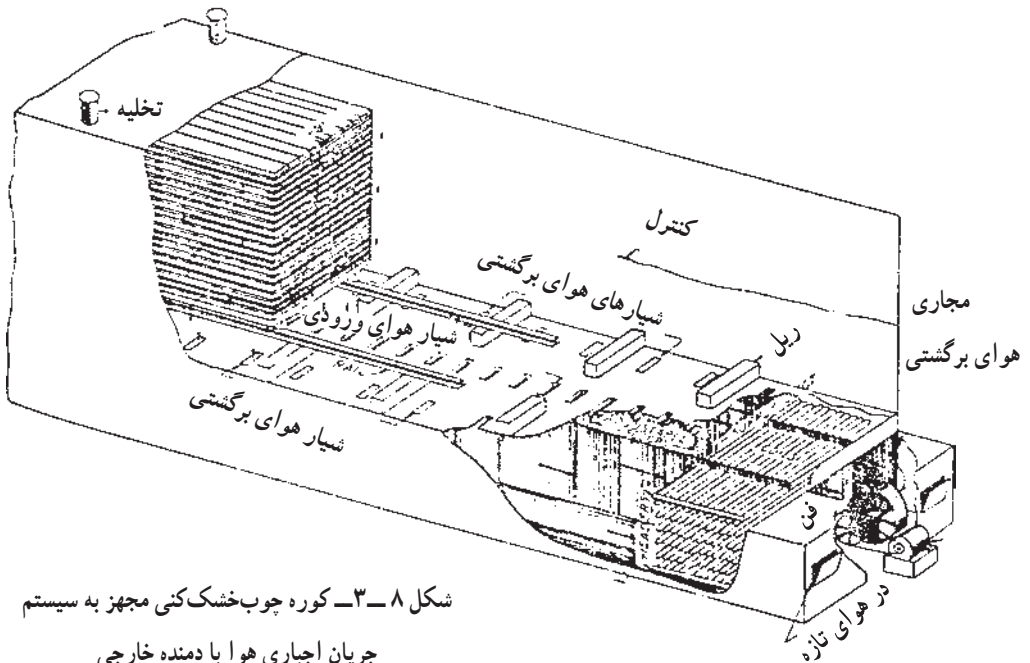 تخلیه
کنترل
مجاری
هوای برگشتی
شیارهای هوای برگشتی
ریل
شیار هوای ورودی
شیار هوای برگشتی
فن
در هوای تازه
شکل ۸ــ۳ــ کوره چوب‌خشک‌کنی مجهز به سیستم
جریان اجباری هوا با دمنده خارجی